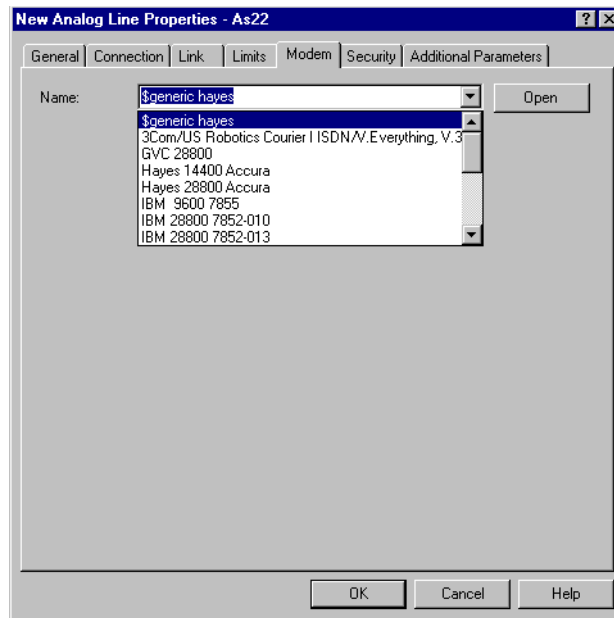 New Analog Line Properties - As22
General Connection Link Limits Modem Security Additional Parameters
Name: $generic hayes Open
$generic hayes
3Com/US Robotics Courier I ISDN/V.Everything, V.3
GVC 28800
Hayes 14400 Accura
Hayes 28800 Accura
IBM 9600 7855
IBM 28800 7852-010
IBM 28800 7852-013
OK Cancel Help